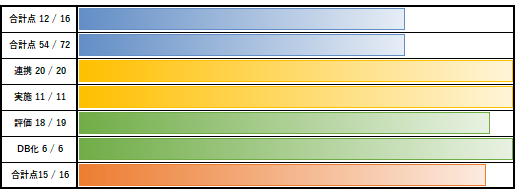 合計点 12 / 16
合計点 54 / 72
連携 20 / 20
実施 11 / 11
評価 18 / 19
DB化 6 / 6
合計点15 / 16